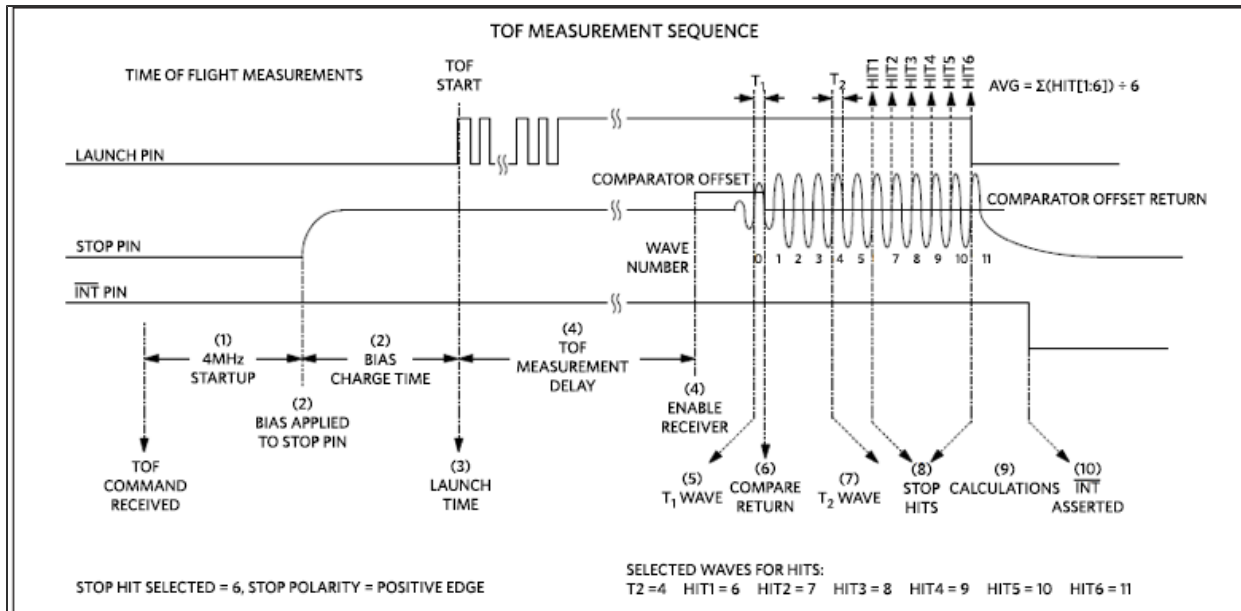 TOF MEASUREMENT SEQUENCE
TIME OF FLIGHT MEASUREMENTS
TOF
START
T1
T2
HIT1
HIT2
HIT3
HIT4
HIT5
HIT6
AVG = Σ(HIT[1:6]) ÷ 6
LAUNCH PIN
COMPARATOR OFFSET
COMPARATOR OFFSET RETURN
STOP PIN
WAVE
NUMBER
0 1 2 3 4 5 7 8 9 10 11
INT PIN
(1)
4MHz
STARTUP
(2)
BIAS
CHARGE TIME
(4)
TOF
MEASUREMENT
DELAY
(2)
BIAS APPLIED
TO STOP PIN
(4)
ENABLE
RECEIVER
TOF
COMMAND
RECEIVED
(3)
LAUNCH
TIME
(5)
T1 WAVE
(6)
COMPARE
RETURN
(7)
T2 WAVE
(8)
STOP
HITS
(9)
CALCULATIONS
(10)
INT
ASSERTED
STOP HIT SELECTED = 6, STOP POLARITY = POSITIVE EDGE
SELECTED WAVES FOR HITS:
T2 =4 HIT1 = 6 HIT2 = 7 HIT3 = 8 HIT4 = 9 HIT5 = 10 HIT6 = 11